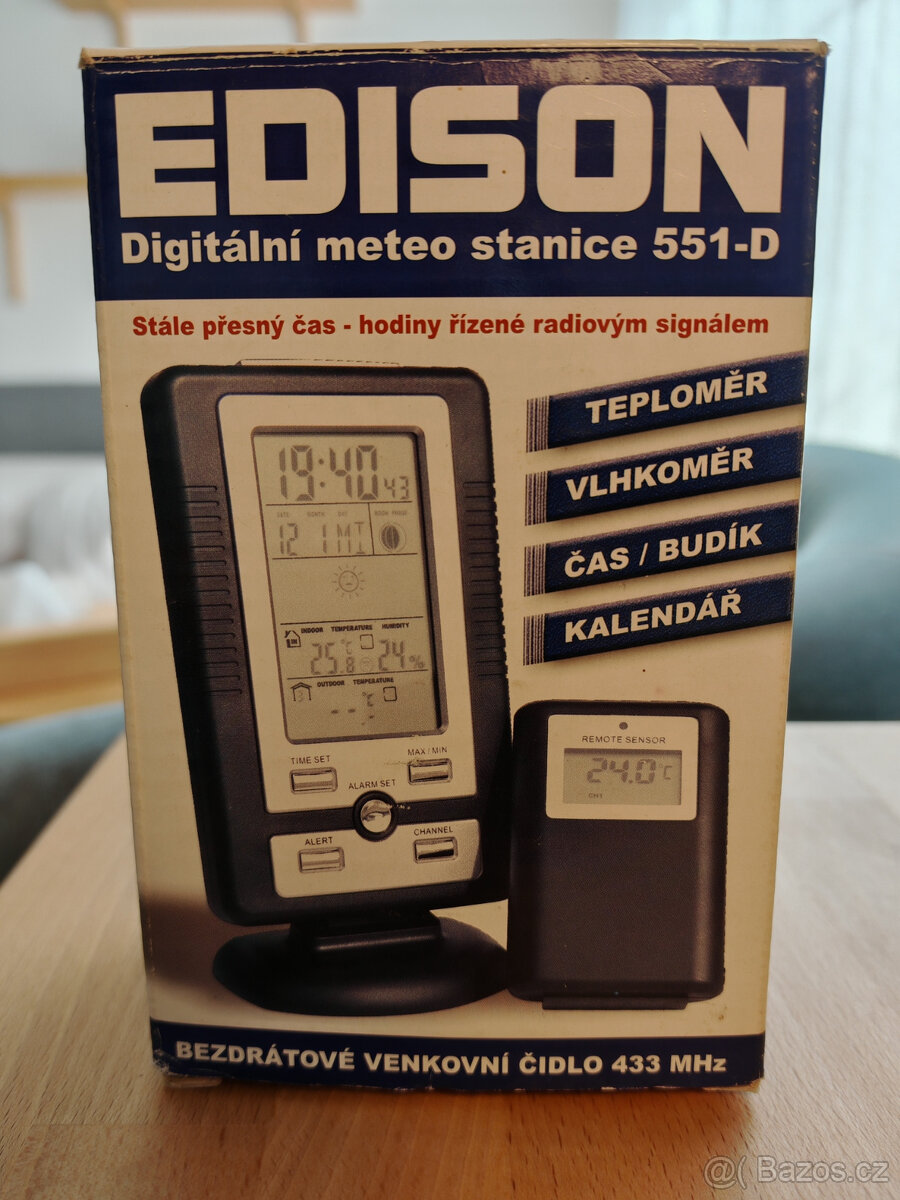 EDISON
Digitální meteo stanice 551-D
Stále přesný čas - hodiny řízené radiovým signálem
TEPLOMĚR
VLHKOMĚR
ČAS / BUDÍK
KALENDÁŘ
19:40 43
DATE MONTH DAY MOON PHASE
12 1 MT
INDOOR TEMPERATURE HUMIDITY
IN 25.8 °C 24 %
OUTDOOR TEMPERATURE
--.- °C
TIME SET
MAX / MIN
ALARM SET
ALERT
CHANNEL
REMOTE SENSOR
24.0 °C
CH1
BEZDRÁTOVÉ VENKOVNÍ ČIDLO 433 MHz
@( Bazos.cz